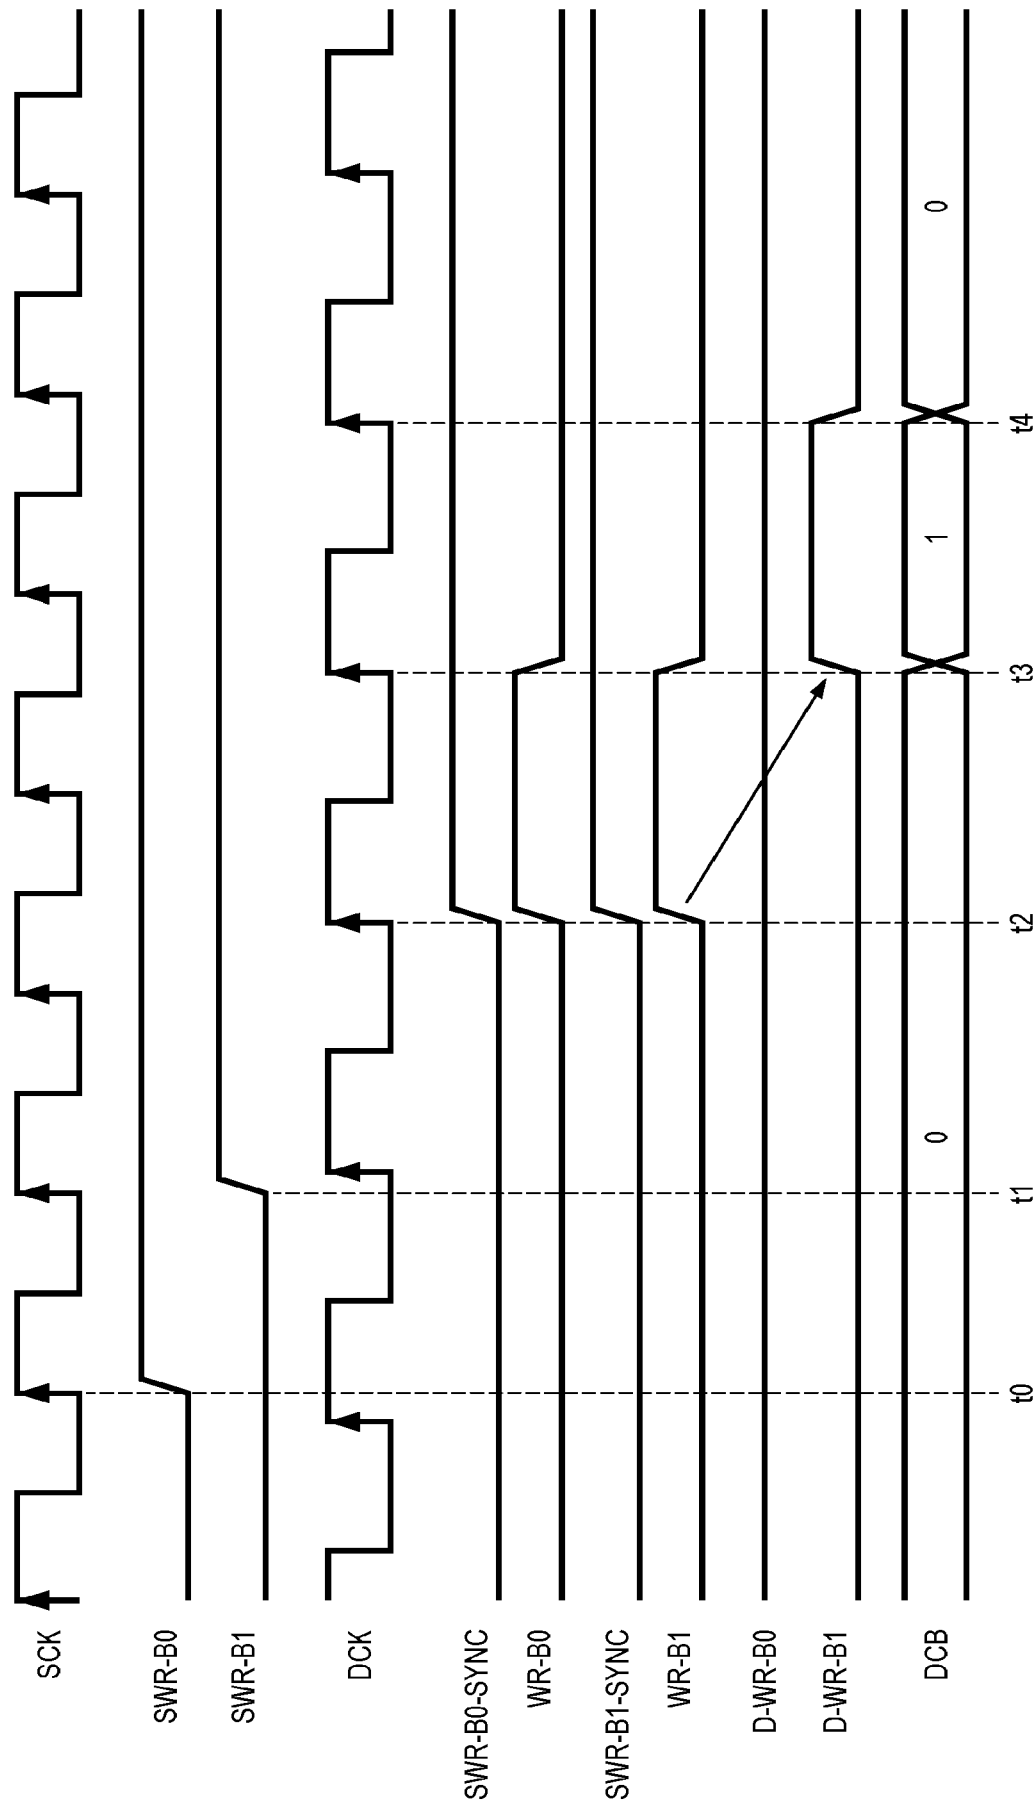 SCK
SWR-B0
SWR-B1
DCK
SWR-B0-SYNC
WR-B0
SWR-B1-SYNC
WR-B1
D-WR-B0
D-WR-B1
DCB
0
1
0
t0
t1
t2
t3
t4